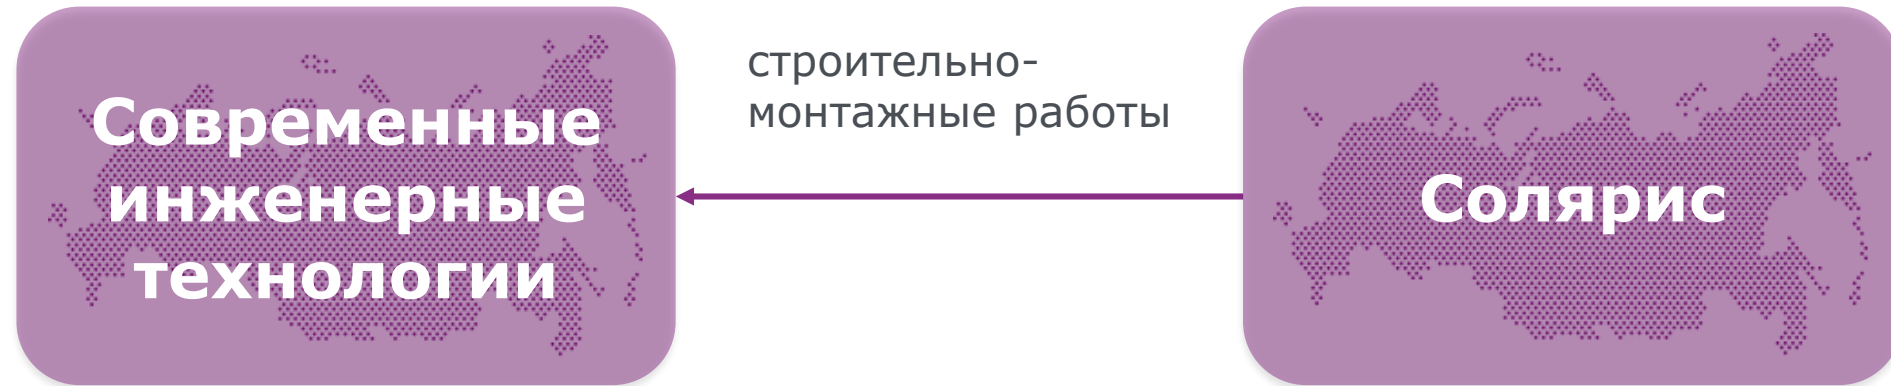 Современные
инженерные
технологии
строительно-
монтажные работы
Солярис